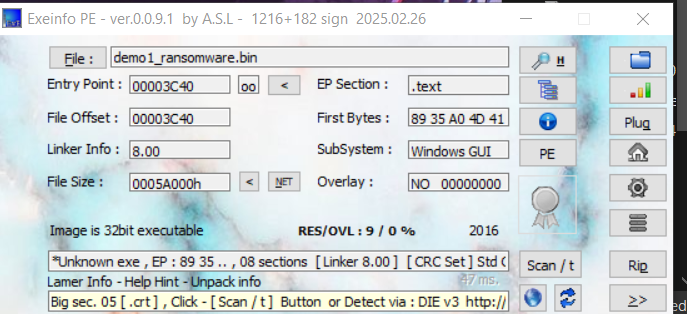 Exeinfo PE - ver.0.0.9.1 by A.S.L - 1216+182 sign 2025.02.26
File : demo1_ransomware.bin H
Entry Point : 00003C40 oo < EP Section : .text
File Offset : 00003C40 First Bytes : 89 35 A0 4D 41 Plug
Linker Info : 8.00 SubSystem : Windows GUI PE
File Size : 0005A000h < NET Overlay : NO 00000000
Image is 32bit executable RES/OVL : 9 / 0 % 2016
*Unknown exe , EP : 89 35 .. , 08 sections [ Linker 8.00 ] [ CRC Set ] Std Scan / t Rip
Lamer Info - Help Hint - Unpack info 47 ms.
Big sec. 05 [ .crt ] , Click - [ Scan / t ] Button or Detect via : DIE v3 http:// >>
ed